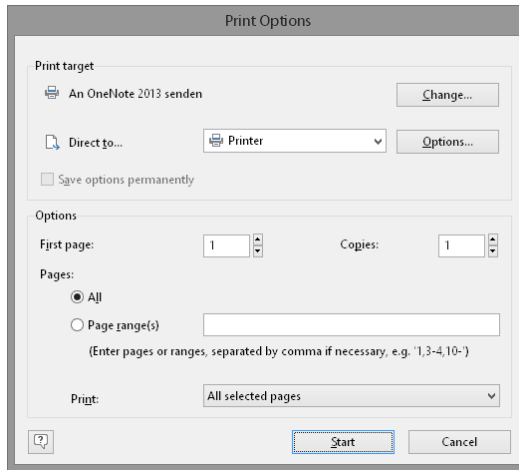 Print Options
Print target
An OneNote 2013 senden
Change...
Direct to...
Printer
Options...
Save options permanently
Options
First page:
1
Copies:
1
Pages:
All
Page range(s)
(Enter pages or ranges, separated by comma if necessary, e.g. '1,3-4,10-')
Print:
All selected pages
?
Start
Cancel